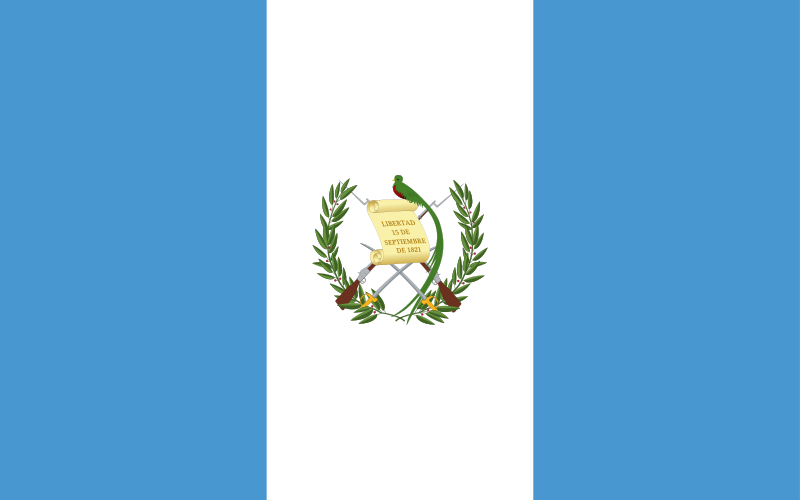 LIBERTAD
15 DE
SEPTIEMBRE
DE 1821